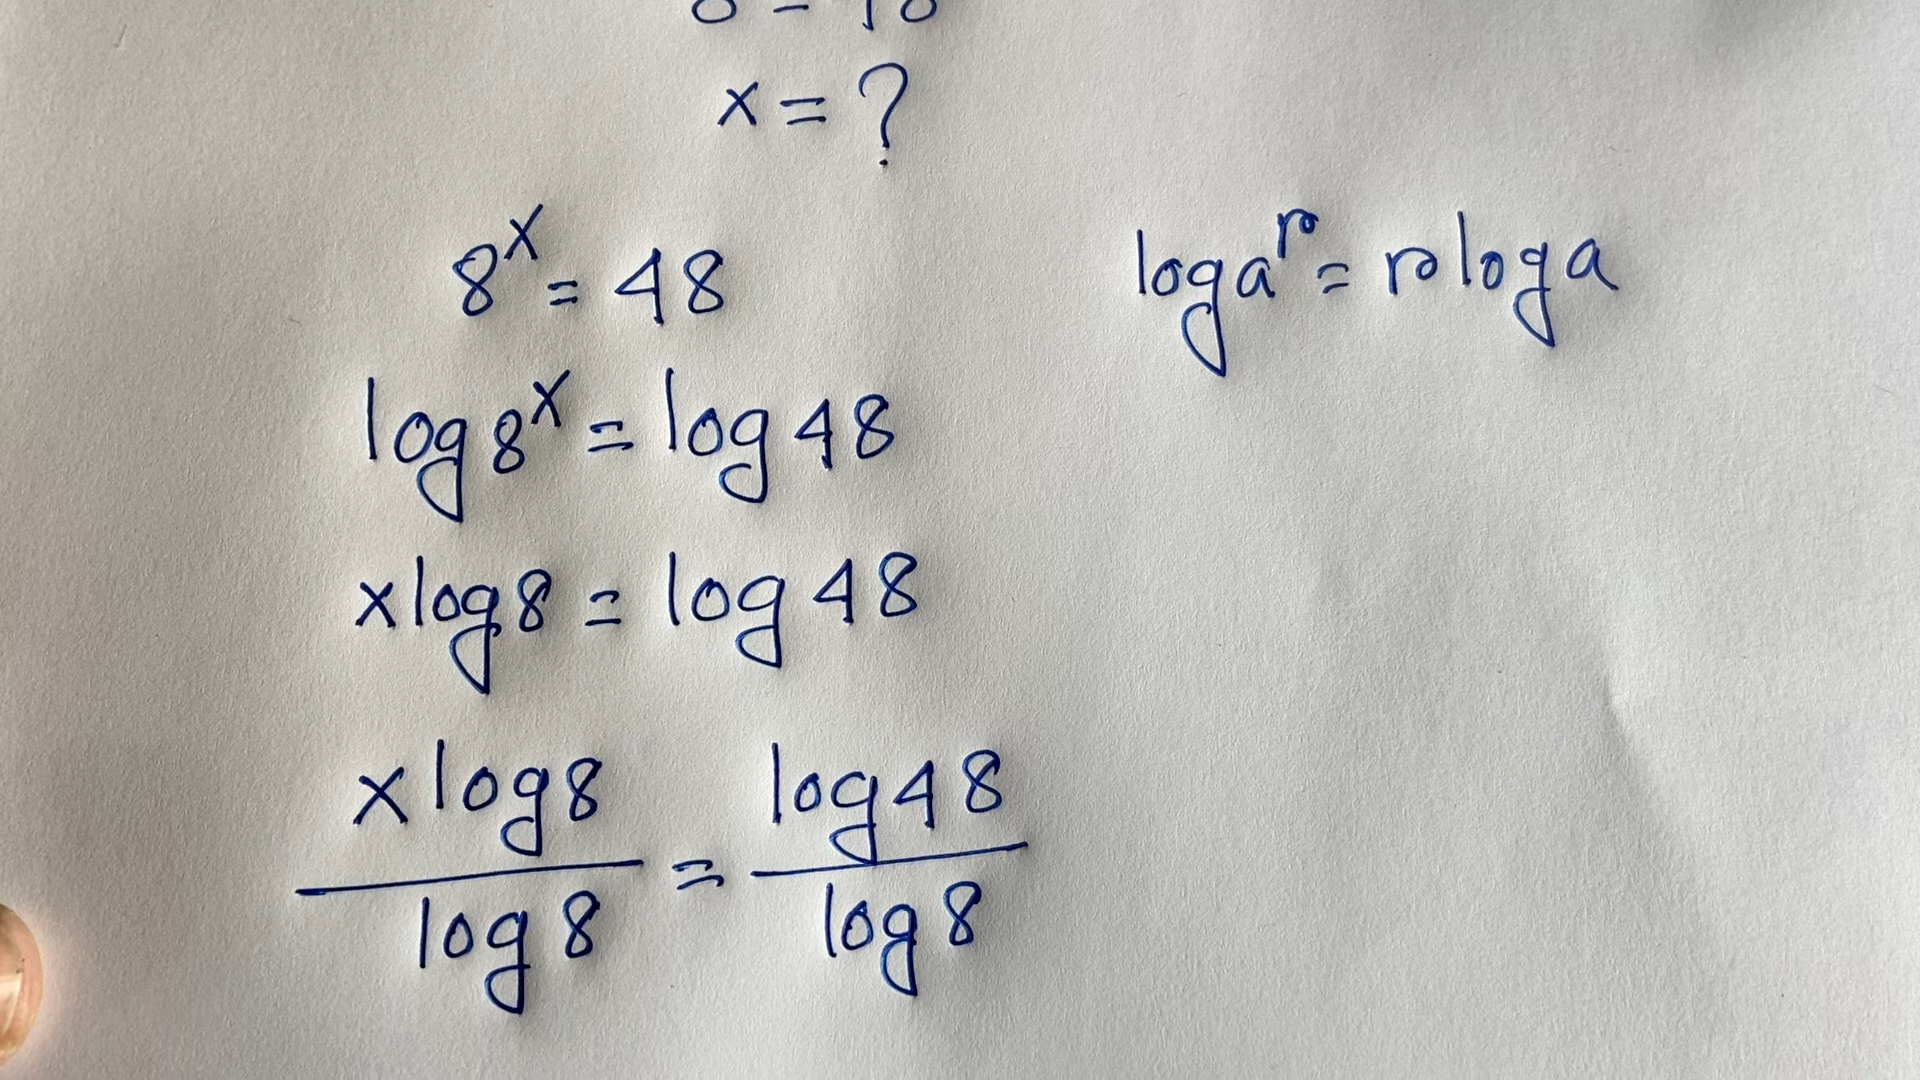 x = ?
8^x = 48
log a^r = r log a
log 8^x = log 48
x log 8 = log 48
x log 8 / log 8 = log 48 / log 8